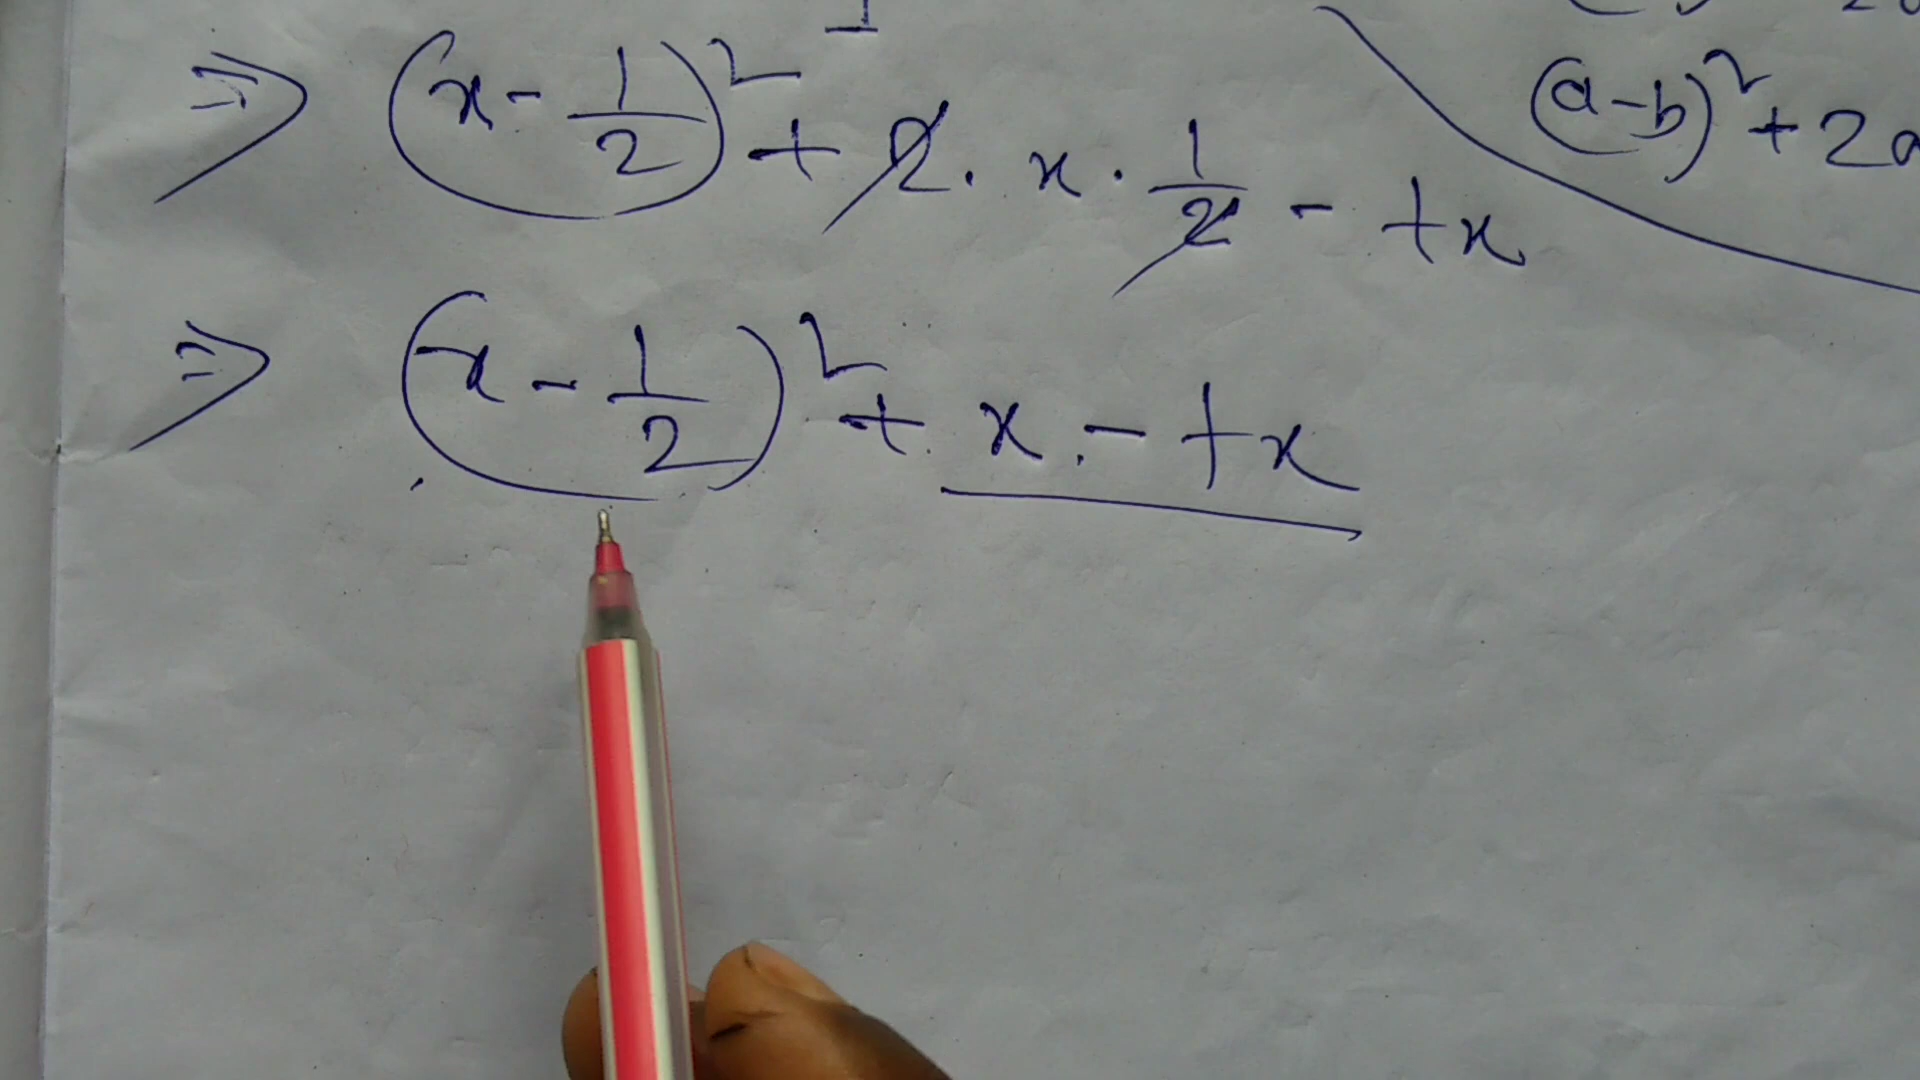 ⇒ (x - 1/2)² + 2 . x . 1/2 - tx
(a-b)² + 2a
⇒ (x - 1/2)² + x - tx